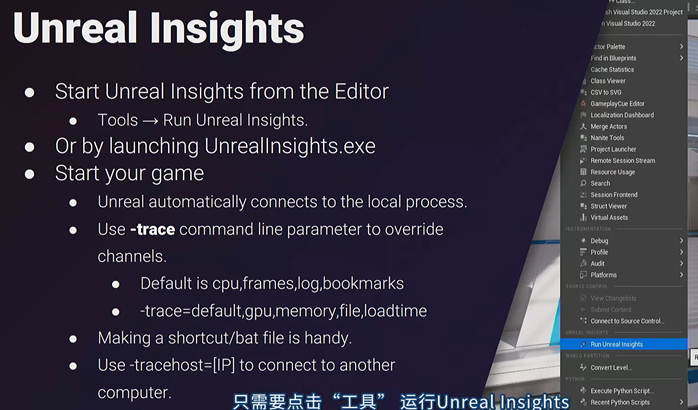 Unreal Insights
Start Unreal Insights from the Editor
Tools → Run Unreal Insights.
Or by launching UnrealInsights.exe
Start your game
Unreal automatically connects to the local process.
Use -trace command line parameter to override
channels.
Default is cpu,frames,log,bookmarks
-trace=default,gpu,memory,file,loadtime
Making a shortcut/bat file is handy.
Use -tracehost=[IP] to connect to another
computer.
Class...
sh Visual Studio 2022 Project
n Visual Studio 2022
ctor Palette
Find in Blueprints
Cache Statistics
Class Viewer
CSV to SVG
GameplayCue Editor
Localization Dashboard
Merge Actors
Nanite Tools
Project Launcher
Remote Session Stream
Resource Usage
Search
Session Frontend
Struct Viewer
Virtual Assets
INSTRUMENTATION
Debug
Profile
Audit
Platforms
SOURCE CONTROL
View Changelists
Submit Content
Connect to Source Control...
UNREAL INSIGHTS
Run Unreal Insights
WORLD PARTITION
Convert Level...
PYTHON
Execute Python Script...
Recent Python Scripts
只需要点击“工具” 运行Unreal Insights